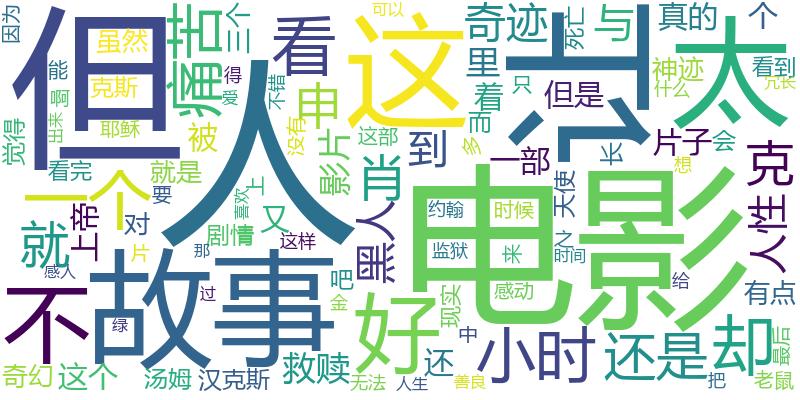 因为
虽然
但
痛苦
三个
看
这
可以
奇迹
死亡
与
真的
个
能
克斯
得
不错
申
里
让
太
神迹
看到
啊
爱
没有
着
只
但是
什么
冗长
觉得
出来
耶稣
被
人
影片
这部
到
而
多
一部
长
片子
会
看完
就是
肖
克
想
一个
要
上
喜欢
又
黑人
约翰
时候
天使
人性
就
上帝
对
剧情
这样
电影
监狱
来
之
时间
感人
片
那
不
故事
吧
现实
感动
给
有点
绿
过
金
好
中
小时
还是
却
最后
奇幻
这个
汤姆
汉克斯
救赎
无法
还
人生
善良
把
老鼠